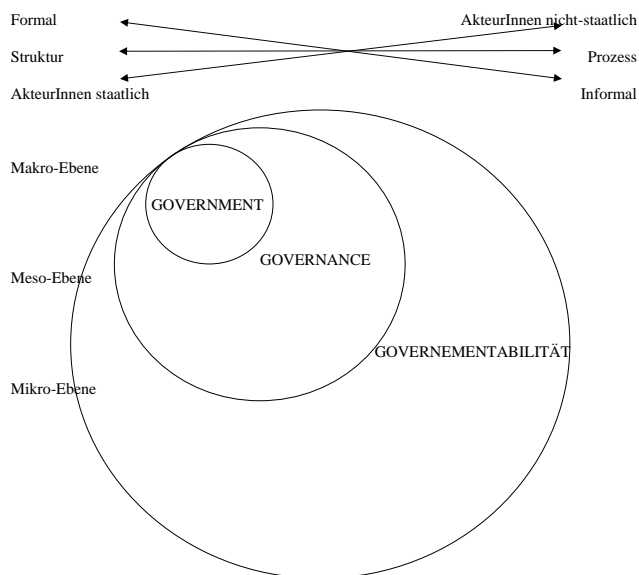 Formal AkteurInnen nicht-staatlich
Struktur Prozess
AkteurInnen staatlich Informal
Makro-Ebene
GOVERNMENT
GOVERNANCE
Meso-Ebene
GOVERNEMENTABILITÄT
Mikro-Ebene